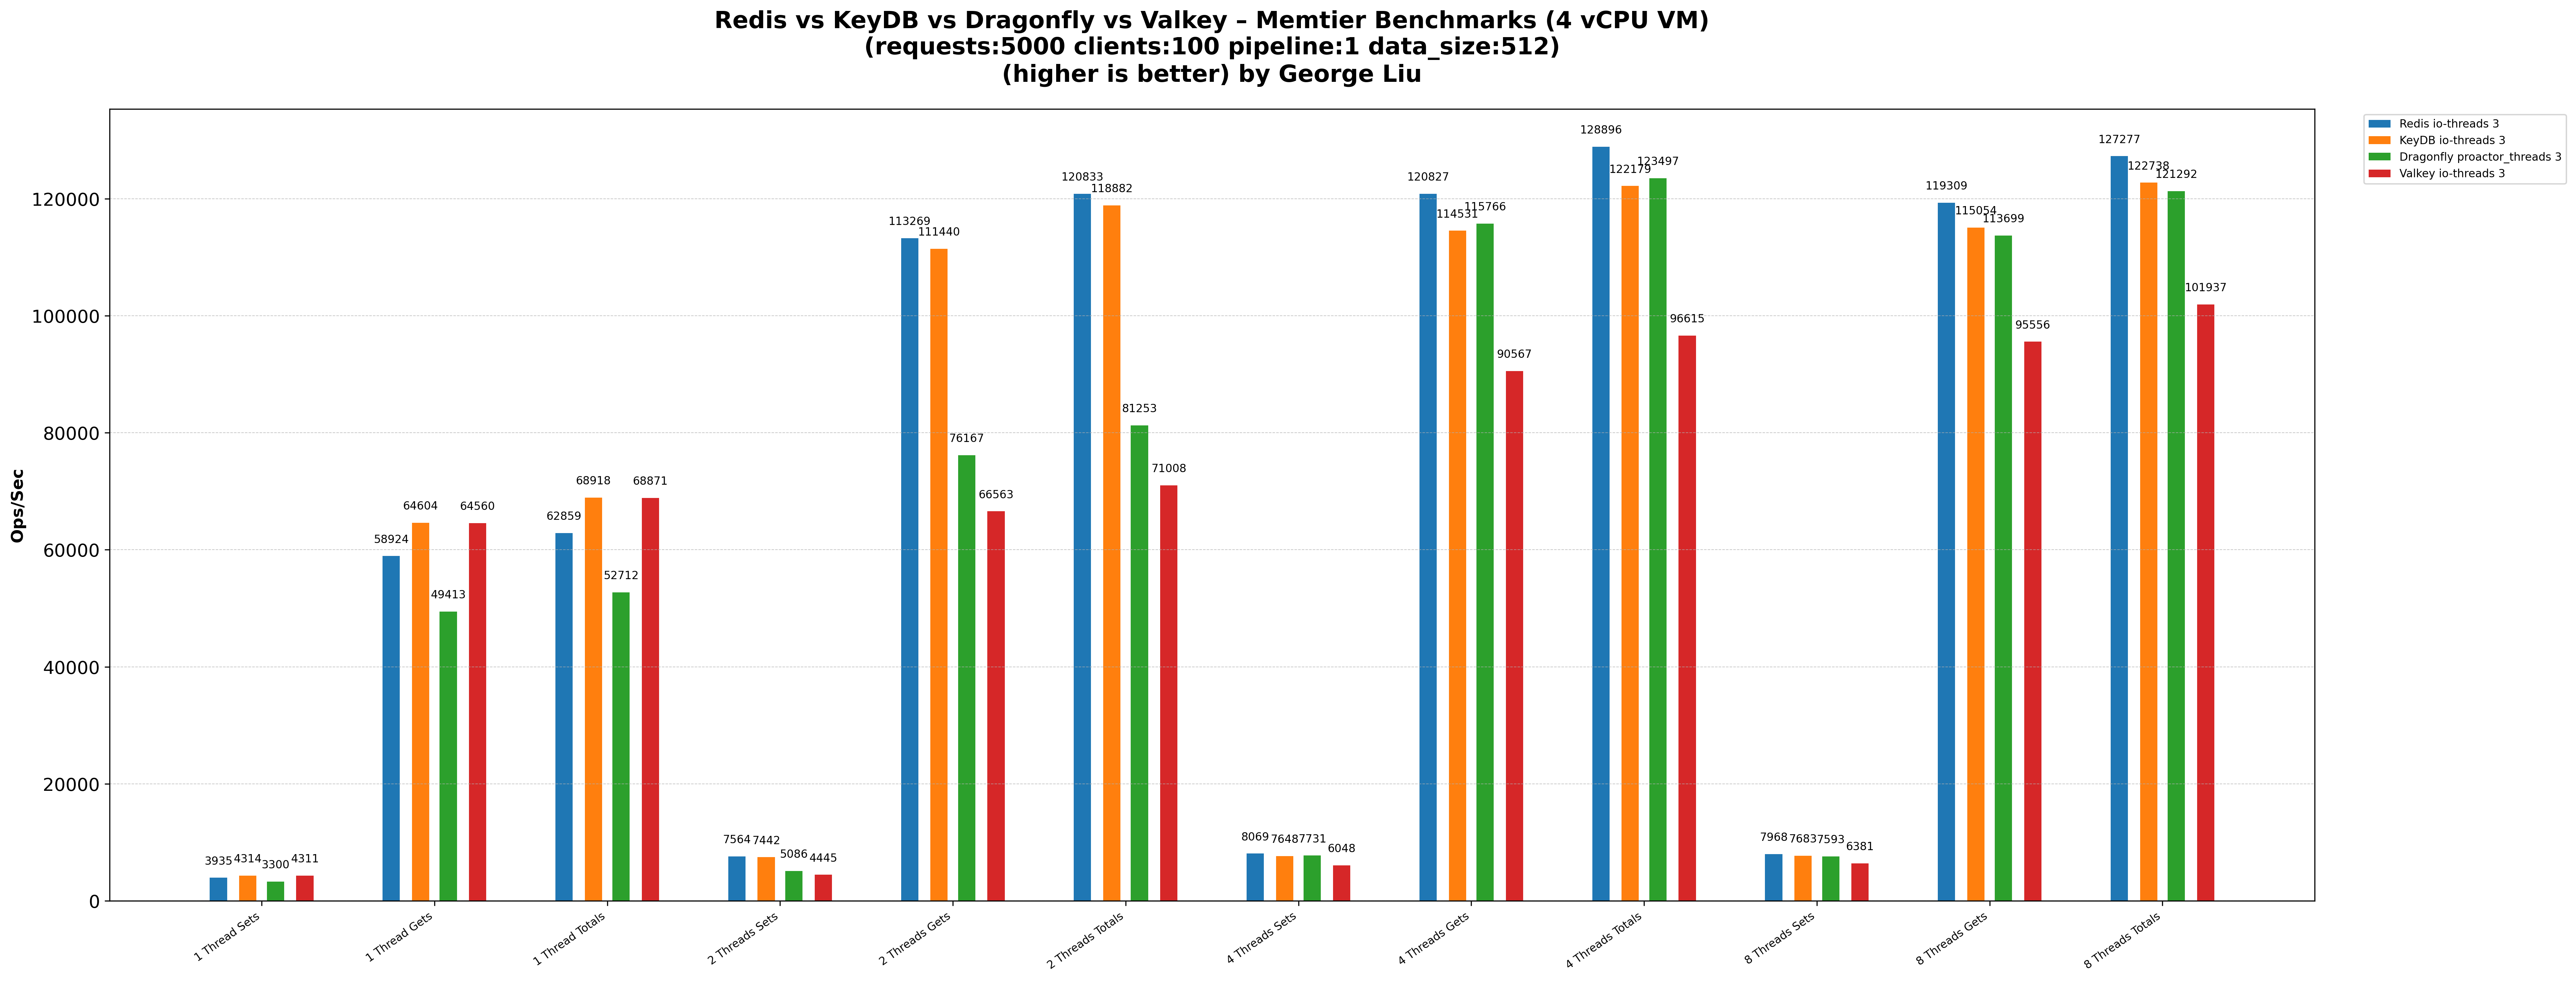 Redis vs KeyDB vs Dragonfly vs Valkey – Memtier Benchmarks (4 vCPU VM)
(requests:5000 clients:100 pipeline:1 data_size:512)
(higher is better) by George Liu
Redis io-threads 3
KeyDB io-threads 3
Dragonfly proactor_threads 3
Valkey io-threads 3
Ops/Sec
120000
100000
80000
60000
40000
20000
0
3935 4314 3300 4311
58924 64604 49413 64560
62859 68918 52712 68871
7564 7442 5086 4445
113269 111440 76167 66563
120833 118882 81253 71008
8069 7648 7731 6048
120827 114531 115766 90567
128896 122179 123497 96615
7968 7683 7593 6381
119309 115054 113699 95556
127277 122738 121292 101937
1 Thread Sets
1 Thread Gets
1 Thread Totals
2 Threads Sets
2 Threads Gets
2 Threads Totals
4 Threads Sets
4 Threads Gets
4 Threads Totals
8 Threads Sets
8 Threads Gets
8 Threads Totals